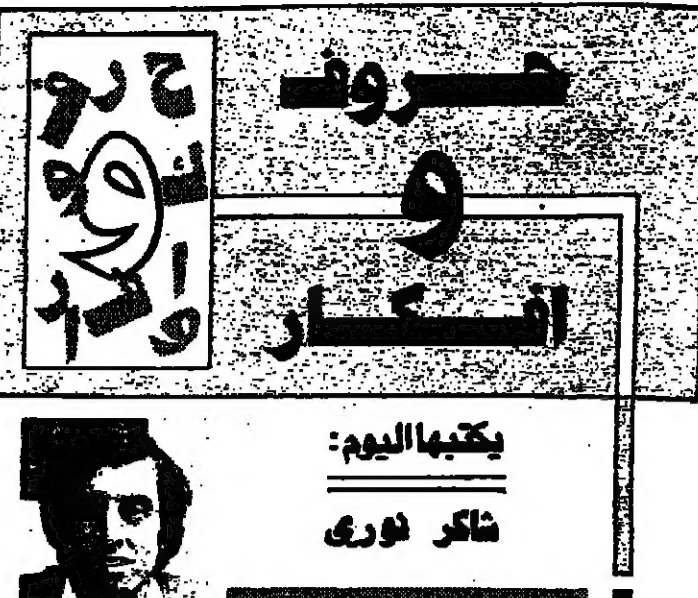 حروف
و
افكار
يكتبها اليوم:
شاكر نوري